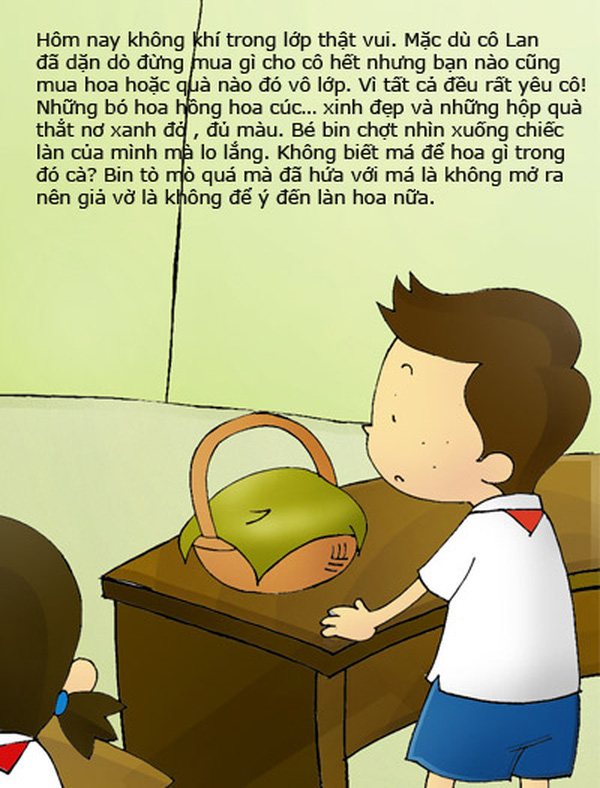 Hôm nay không khí trong lớp thật vui. Mặc dù cô Lan
đã dặn dò đừng mua gì cho cô hết nhưng bạn nào cũng
mua hoa hoặc quà nào đó vô lớp. Vì tất cả đều rất yêu cô!
Những bó hoa hồng hoa cúc... xinh đẹp và những hộp quà
thắt nơ xanh đỏ , đủ màu. Bé bin chợt nhìn xuống chiếc
làn của mình mà lo lắng. Không biết má để hoa gì trong
đó cà? Bin tò mò quá mà đã hứa với má là không mở ra
nên giả vờ là không để ý đến làn hoa nữa.